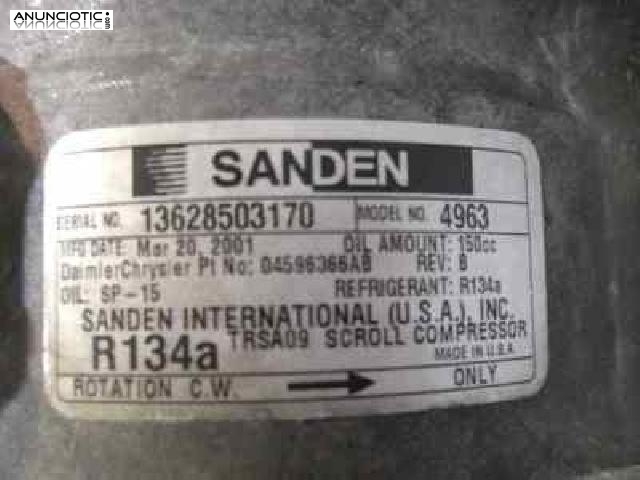 ANUNCIOTIC
SANDEN
SERIAL NO. 13628503170 MODEL NO. 4963
MFG DATE: Mar 20, 2001 OIL AMOUNT: 150cc
DaimlerChrysler Pt No: 04596366AB REV: B
OIL: SP-15 REFRIGERANT: R134a
SANDEN INTERNATIONAL (U.S.A.), INC.
R134a TRSA09 SCROLL COMPRESSOR
MADE IN U.S.A.
ROTATION C.W. ONLY